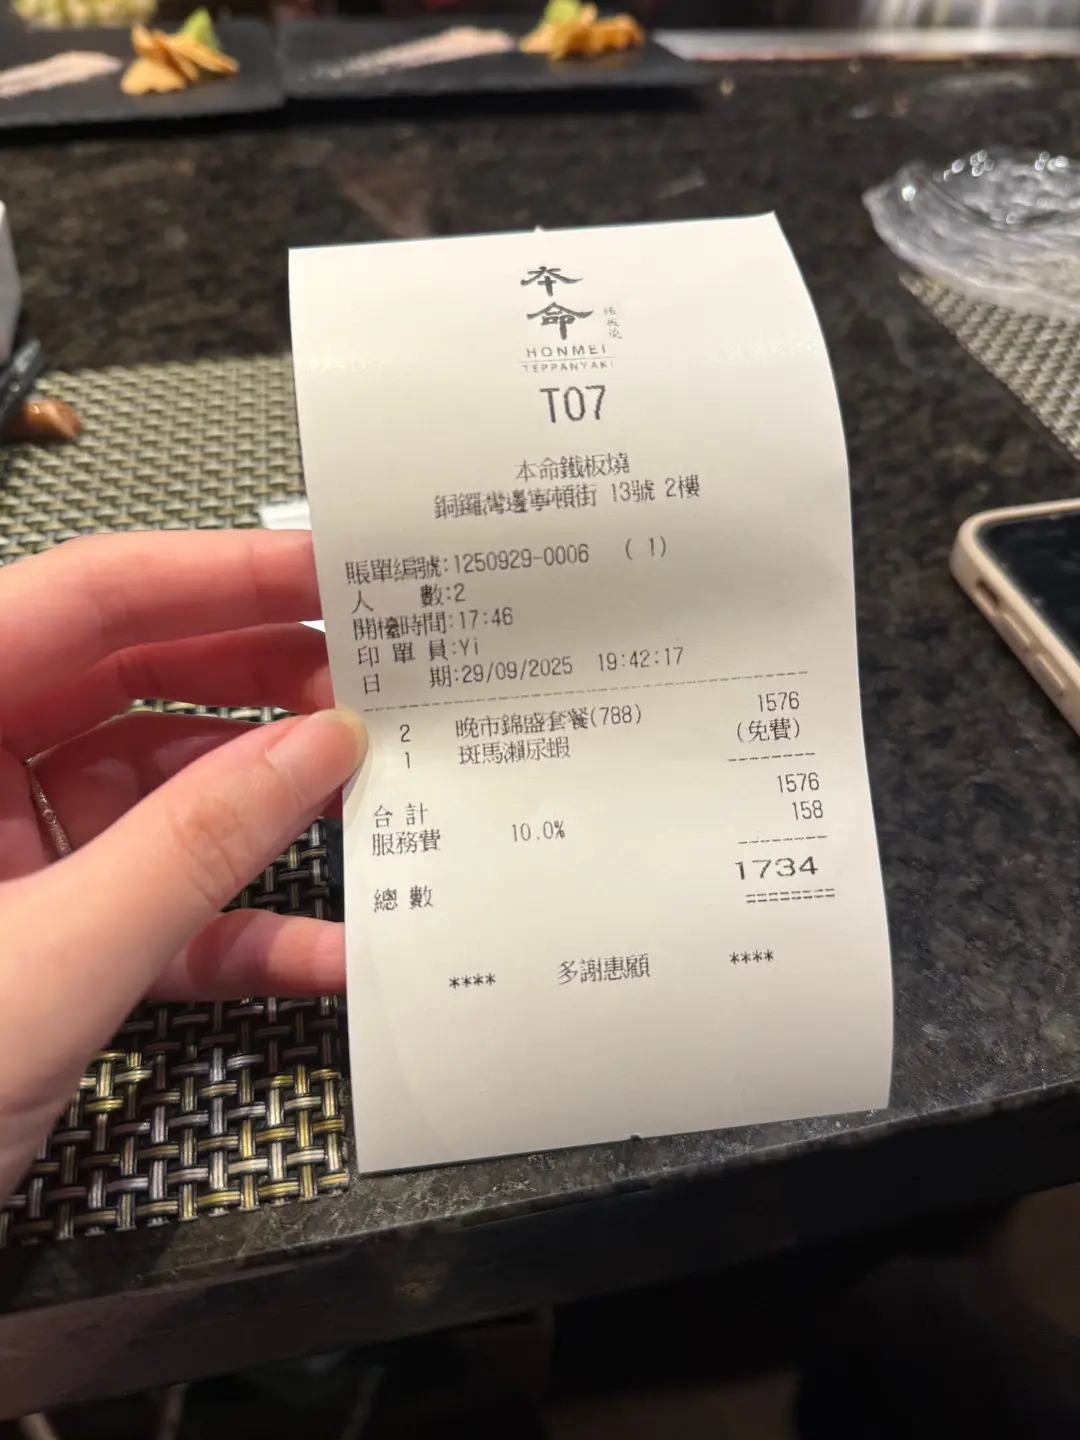 本命
鐵板燒
HONMEI
TEPPANYAKI
T07
本命鐵板燒
銅鑼灣邊寧頓街 13號 2樓
賬單編號:1250929-0006 ( 1)
人 數:2
開檯時間:17:46
印 單 員:Yi
日 期:29/09/2025 19:42:17
2 晚市錦盛套餐(788) 1576
1 斑馬瀨尿蝦 (免費)
合 計 1576
服務費 10.0% 158
總 數 1734
**** 多謝惠顧 ****